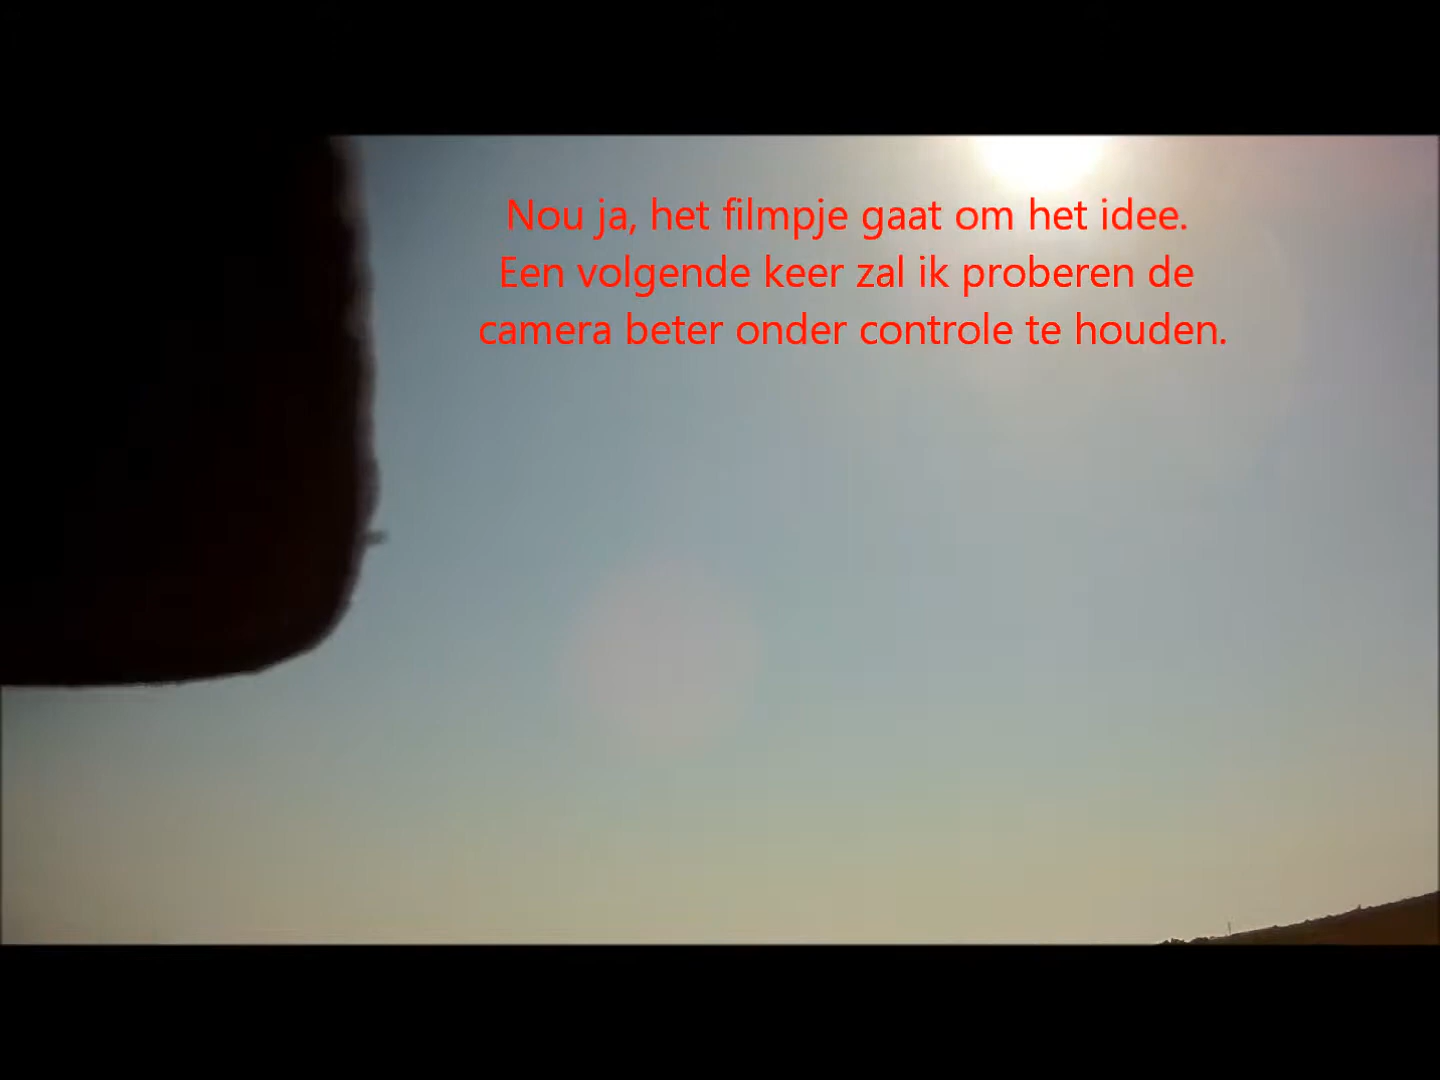 Nou ja, het filmpje gaat om het idee.
Een volgende keer zal ik proberen de
camera beter onder controle te houden.